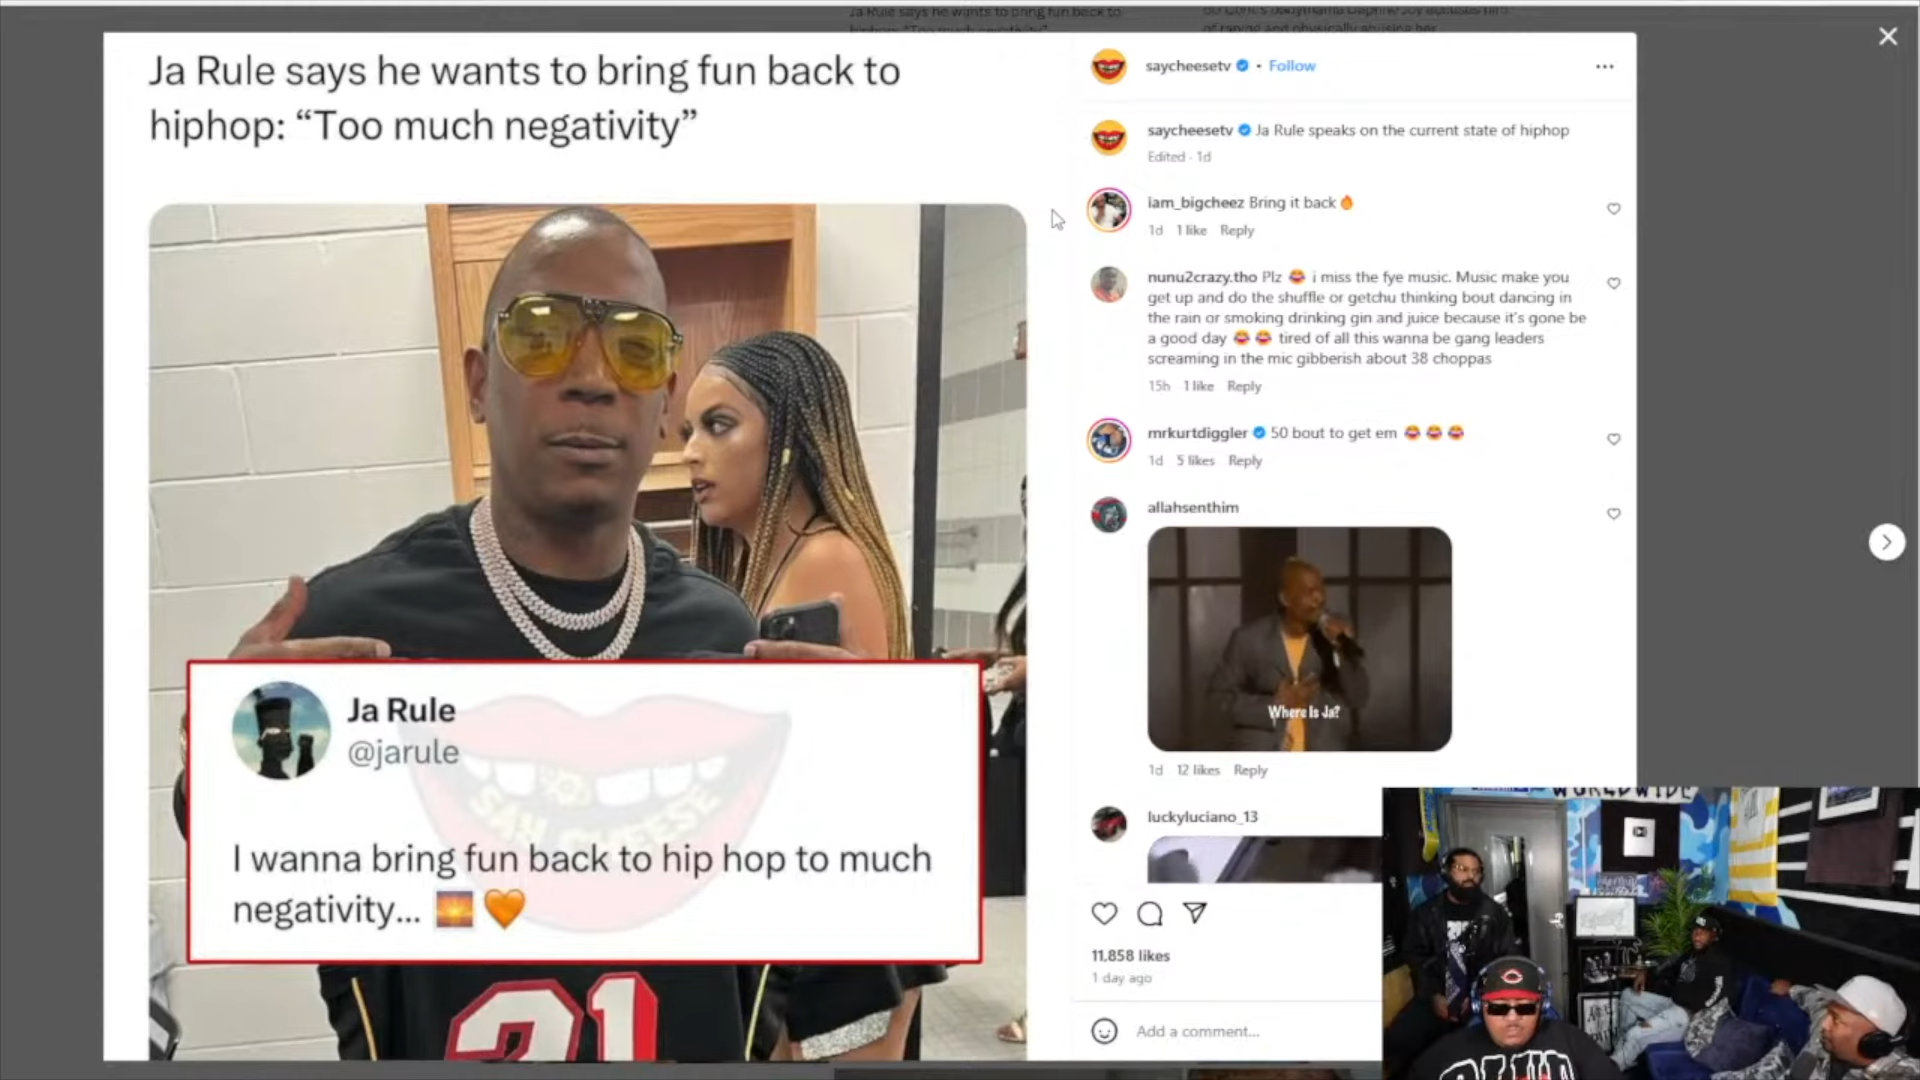 Ja Rule says he wants to bring fun back to
hiphop: “Too much negativity”
Ja Rule
@jarule
SAY CHEESE
I wanna bring fun back to hip hop to much
negativity... 🌅 🧡
21
saycheesetv • Follow
saycheesetv Ja Rule speaks on the current state of hiphop
Edited · 1d
iam_bigcheez Bring it back🔥
1d 1 like Reply
nunu2crazy.tho Plz 😂 i miss the fye music. Music make you
get up and do the shuffle or getchu thinking bout dancing in
the rain or smoking drinking gin and juice because it's gone be
a good day 😂 😂 tired of all this wanna be gang leaders
screaming in the mic gibberish about 38 choppas
15h 1 like Reply
mrkurtdiggler 50 bout to get em 😂 😂 😂
1d 5 likes Reply
allahsenthim
Where Is Ja?
1d 12 likes Reply
luckyluciano_13
11,858 likes
1 day ago
Add a comment...
WORLDWIDE